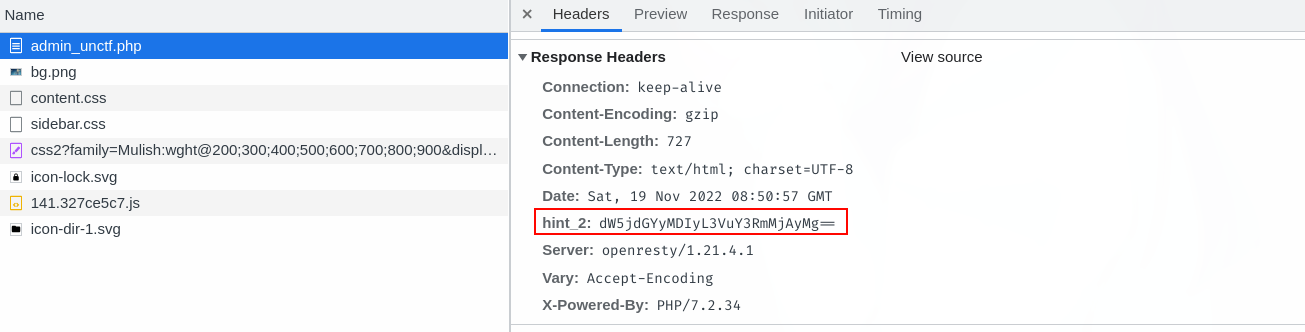 Name
admin_unctf.php
bg.png
content.css
sidebar.css
css2?family=Mulish:wght@200;300;400;500;600;700;800;900&displ…
icon-lock.svg
141.327ce5c7.js
icon-dir-1.svg
× Headers Preview Response Initiator Timing
Response Headers View source
Connection: keep-alive
Content-Encoding: gzip
Content-Length: 727
Content-Type: text/html; charset=UTF-8
Date: Sat, 19 Nov 2022 08:50:57 GMT
hint_2: dW5jdGYyMDIyL3VuY3RmMjAyMg==
Server: openresty/1.21.4.1
Vary: Accept-Encoding
X-Powered-By: PHP/7.2.34